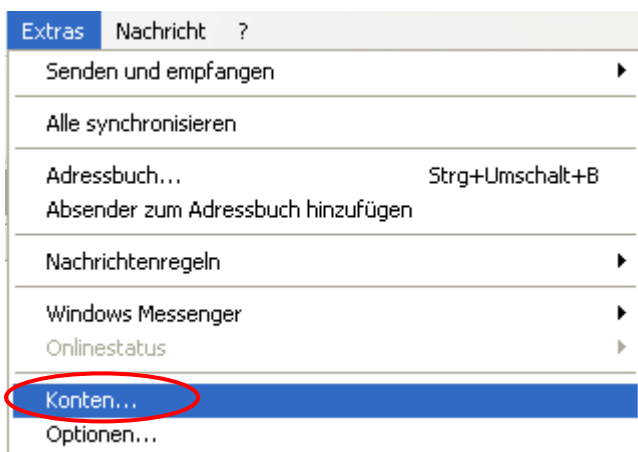 Extras Nachricht ?
Senden und empfangen
Alle synchronisieren
Adressbuch... Strg+Umschalt+B
Absender zum Adressbuch hinzufügen
Nachrichtenregeln
Windows Messenger
Onlinestatus
Konten...
Optionen...